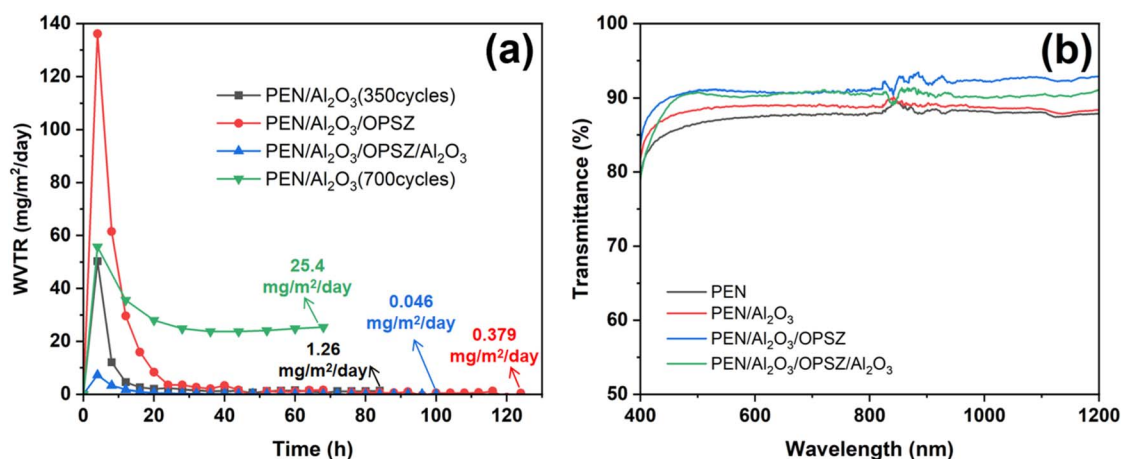 (a)
WVTR (mg/m²/day)
140
120
100
80
60
40
20
0
PEN/Al₂O₃(350cycles)
PEN/Al₂O₃/OPSZ
PEN/Al₂O₃/OPSZ/Al₂O₃
PEN/Al₂O₃(700cycles)
25.4
mg/m²/day
0.046
mg/m²/day
0.379
mg/m²/day
1.26
mg/m²/day
0 20 40 60 80 100 120
Time (h)
(b)
Transmittance (%)
100
90
80
70
60
50
PEN
PEN/Al₂O₃
PEN/Al₂O₃/OPSZ
PEN/Al₂O₃/OPSZ/Al₂O₃
400 600 800 1000 1200
Wavelength (nm)